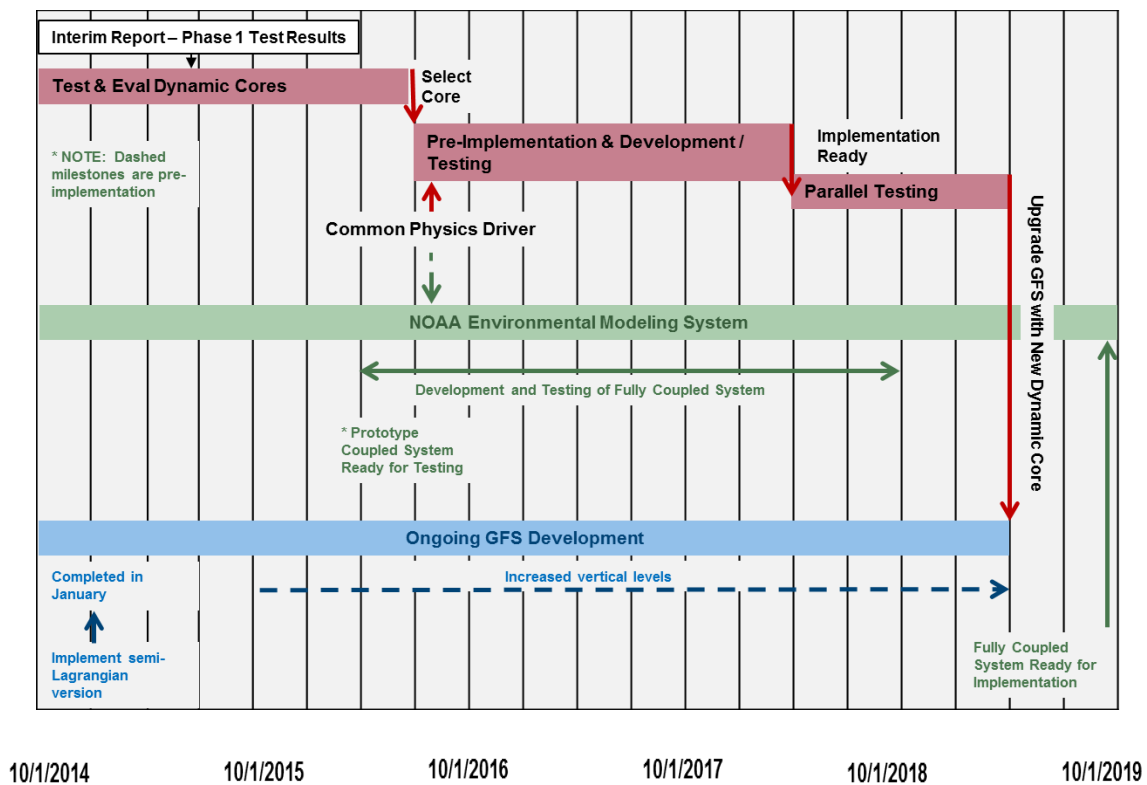 Interim Report – Phase 1 Test Results
Test & Eval Dynamic Cores
Select
Core
Pre-Implementation & Development /
Testing
Implementation
Ready
* NOTE: Dashed
milestones are pre-
implementation
Parallel Testing
Common Physics Driver
Upgrade GFS with New Dynamic Core
NOAA Environmental Modeling System
Development and Testing of Fully Coupled System
* Prototype
Coupled System
Ready for Testing
Ongoing GFS Development
Completed in
January
Increased vertical levels
Implement semi-
Lagrangian
version
Fully Coupled
System Ready for
Implementation
10/1/2014
10/1/2015
10/1/2016
10/1/2017
10/1/2018
10/1/2019